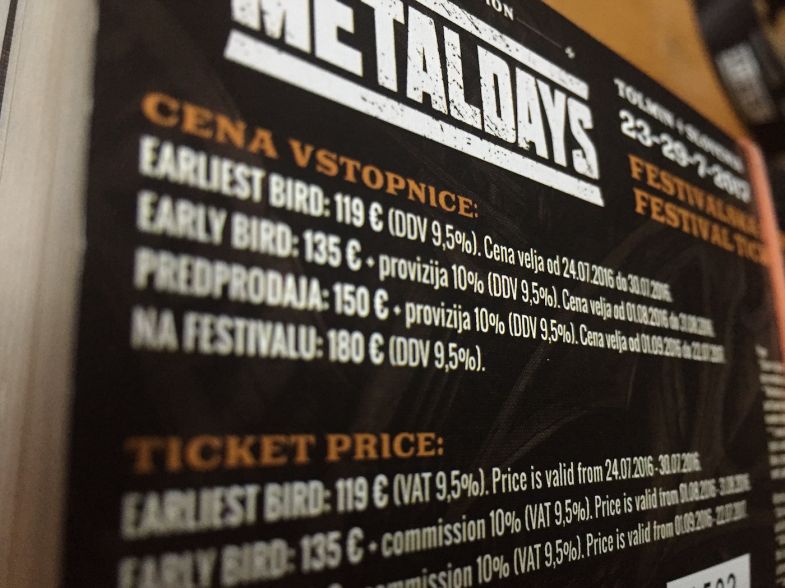 ION
METALDAYS
TOLMIN + SLOVENIA
23-29-7-2017
FESTIVALSKA
FESTIVAL TICK
CENA VSTOPNICE:
EARLIEST BIRD: 119 € (DDV 9,5%). Cena velja od 24.07.2016 do 30.07.2016.
EARLY BIRD: 135 € + provizija 10% (DDV 9,5%). Cena velja od 01.08.2016 do 31.08.2016.
PREDPRODAJA: 150 € + provizija 10% (DDV 9,5%). Cena velja od 01.09.2016 do 22.07.2017.
NA FESTIVALU: 180 € (DDV 9,5%).
TICKET PRICE:
EARLIEST BIRD: 119 € (VAT 9,5%). Price is valid from 24.07.2016 - 30.07.2016.
EARLY BIRD: 135 € + commission 10% (VAT 9,5%). Price is valid from 01.08.2016 - 31.08.2016.
commission 10% (VAT 9,5%). Price is valid from 01.09.2016 - 22.07.2017.